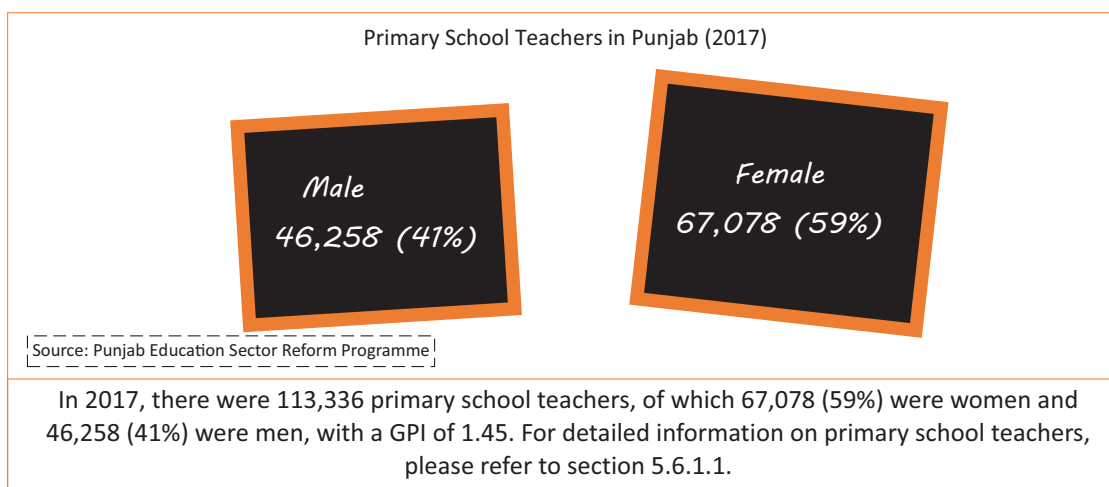 Primary School Teachers in Punjab (2017)
Male
46,258 (41%)
Female
67,078 (59%)
Source: Punjab Education Sector Reform Programme
In 2017, there were 113,336 primary school teachers, of which 67,078 (59%) were women and
46,258 (41%) were men, with a GPI of 1.45. For detailed information on primary school teachers,
please refer to section 5.6.1.1.